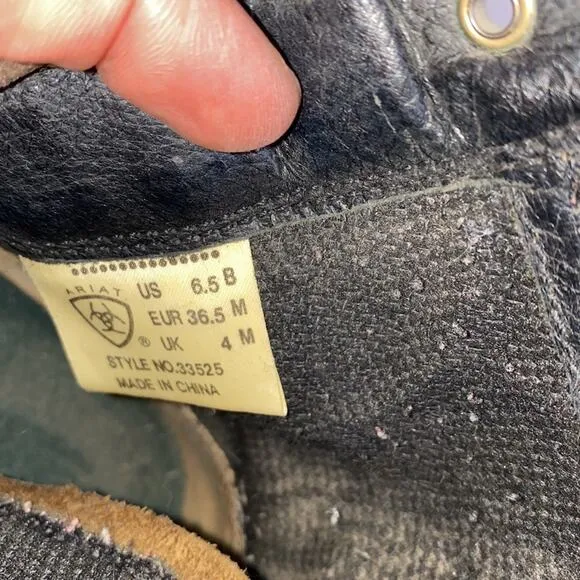 ARIAT
US 6.5 B
EUR 36.5 M
® UK 4 M
STYLE NO.33525
MADE IN CHINA